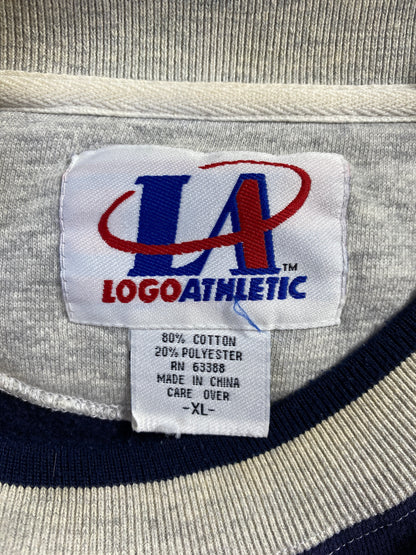 LA
TM
LOGOATHLETIC
80% COTTON
20% POLYESTER
RN 63388
MADE IN CHINA
CARE OVER
-XL-